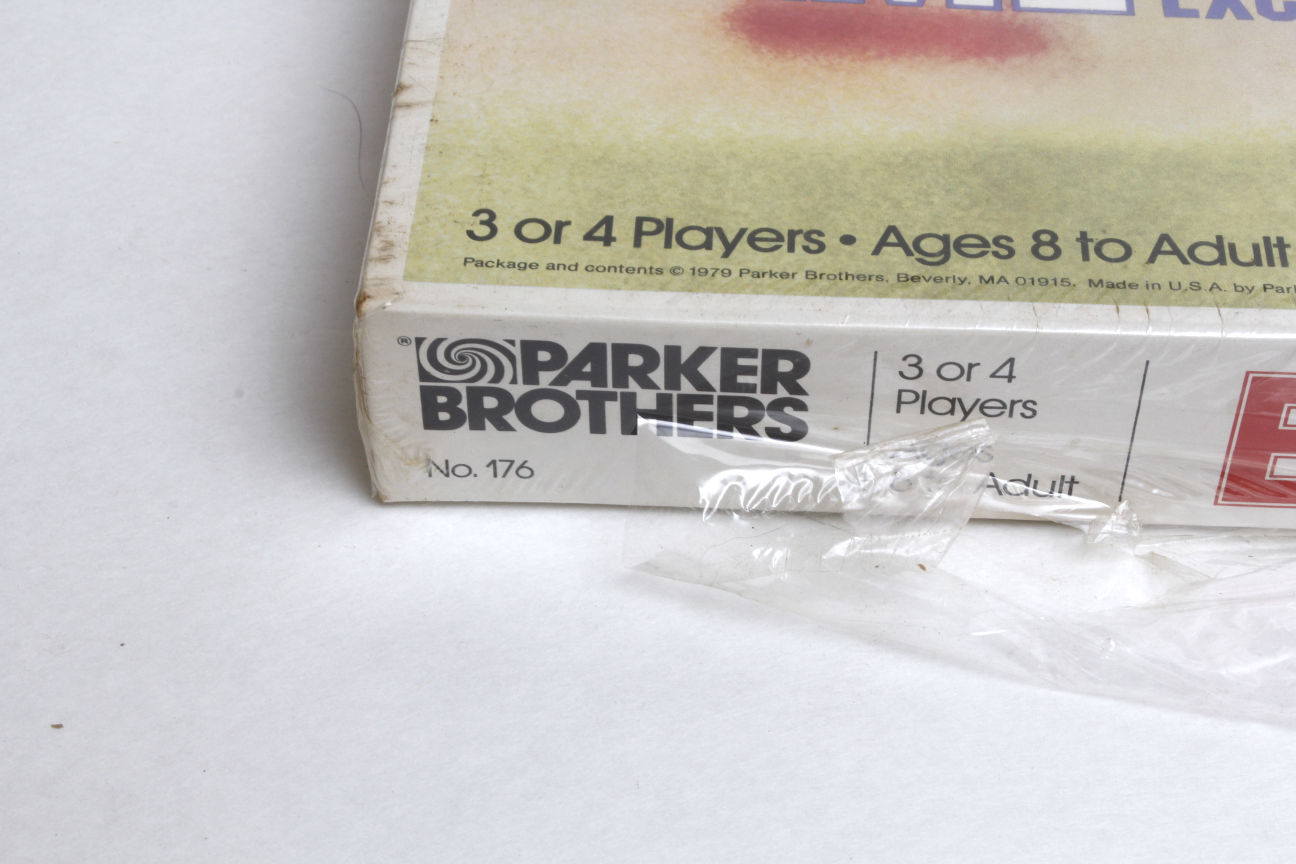 3 or 4 Players • Ages 8 to Adult
Package and contents © 1979 Parker Brothers, Beverly, MA 01915. Made in U.S.A. by
® PARKER
BROTHERS
No. 176
3 or 4
Players
Adult